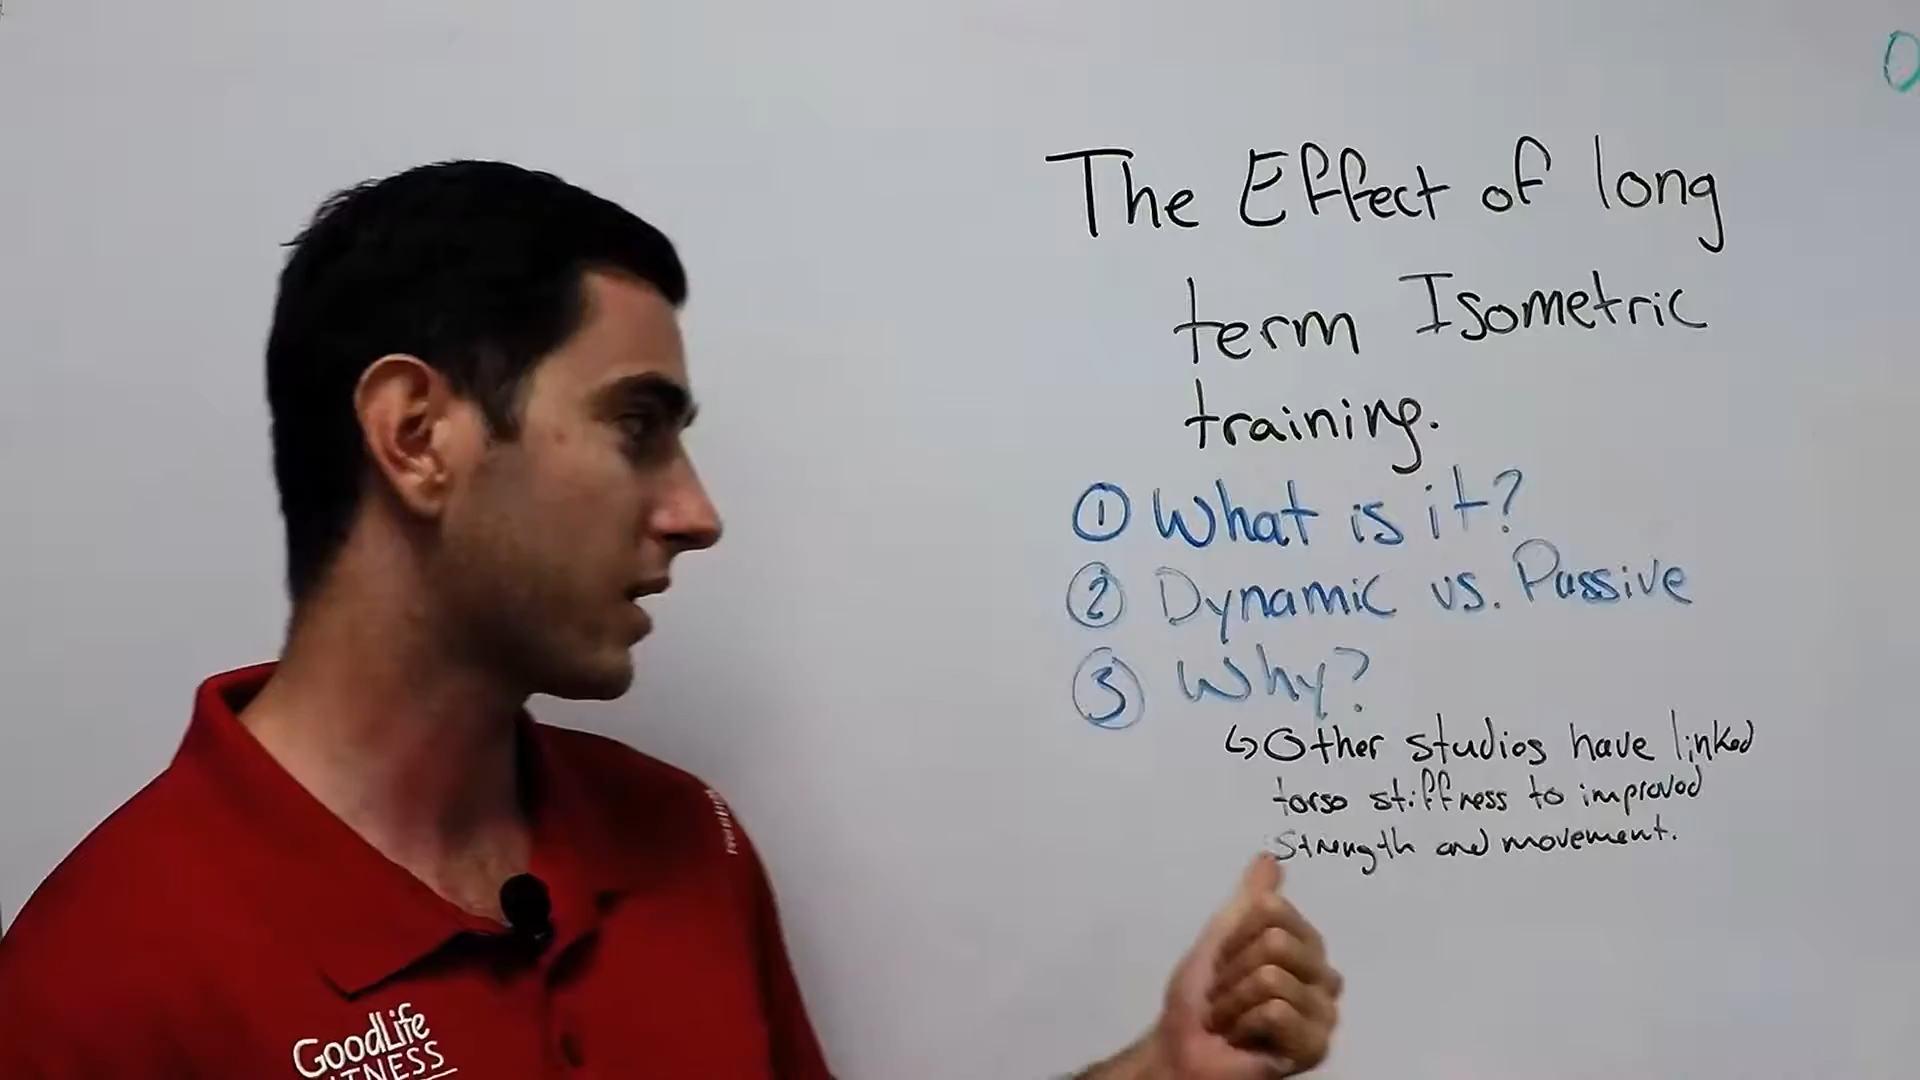 The Effect of long
term Isometric
training.
① What is it?
② Dynamic vs. Passive
③ Why?
↳ Other studies have linked
torso stiffness to improved
strength and movement.
GoodLife
ITNESS